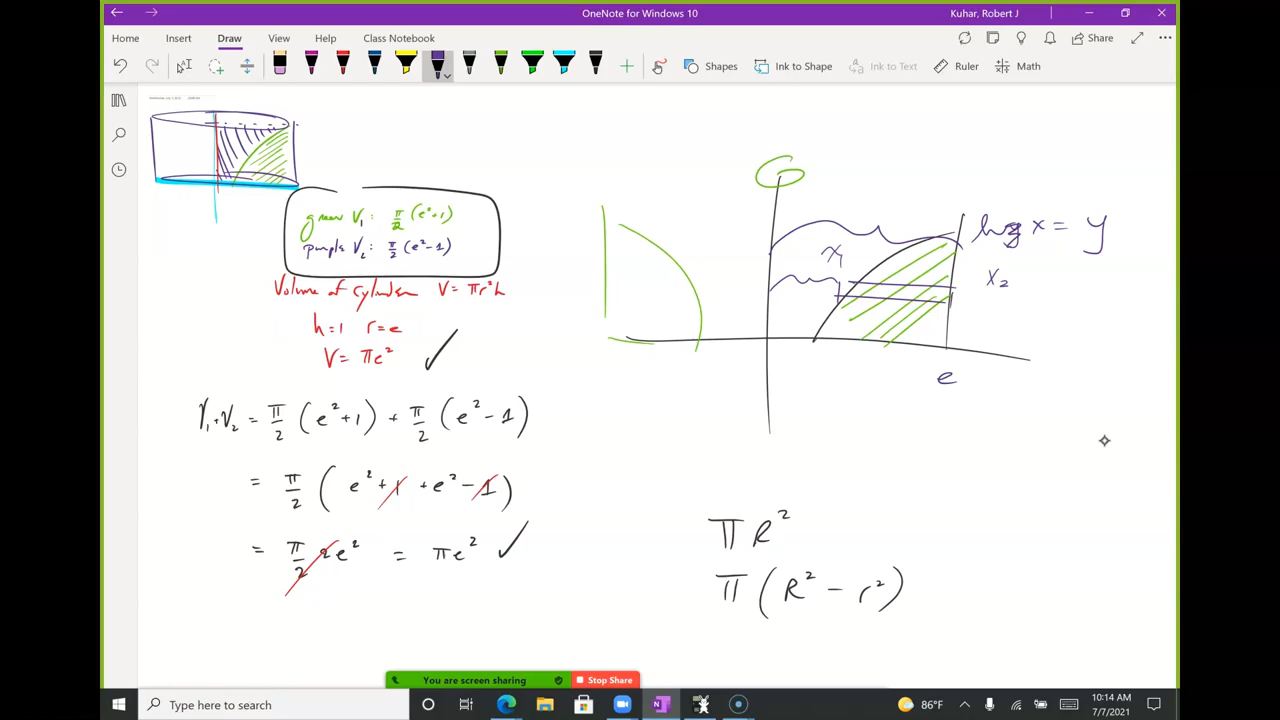 OneNote for Windows 10
Kuhar, Robert J
Home Insert Draw View Help Class Notebook
Share
Shapes Ink to Shape Ink to Text Ruler Math
green V₁: π/2 (e²+1)
purple V₂: π/2 (e²-1)
Volume of cylinder V = πr²h
h=1 r=e
V = πe² ✓
V₁+V₂ = π/2 (e²+1) + π/2 (e²-1)
= π/2 (e²+1 +e²-1)
= π/2 2e² = πe² ✓
x = y
x₁
x₂
e
πR²
π(R² - r²)
You are screen sharing Stop Share
Type here to search
86°F
10:14 AM
7/7/2021